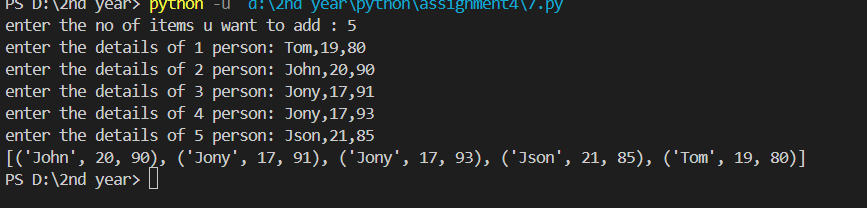 PS D:\2nd year> python -u "d:\2nd year\python\assignment4\7.py"
enter the no of items u want to add : 5
enter the details of 1 person: Tom,19,80
enter the details of 2 person: John,20,90
enter the details of 3 person: Jony,17,91
enter the details of 4 person: Jony,17,93
enter the details of 5 person: Json,21,85
[('John', 20, 90), ('Jony', 17, 91), ('Jony', 17, 93), ('Json', 21, 85), ('Tom', 19, 80)]
PS D:\2nd year>